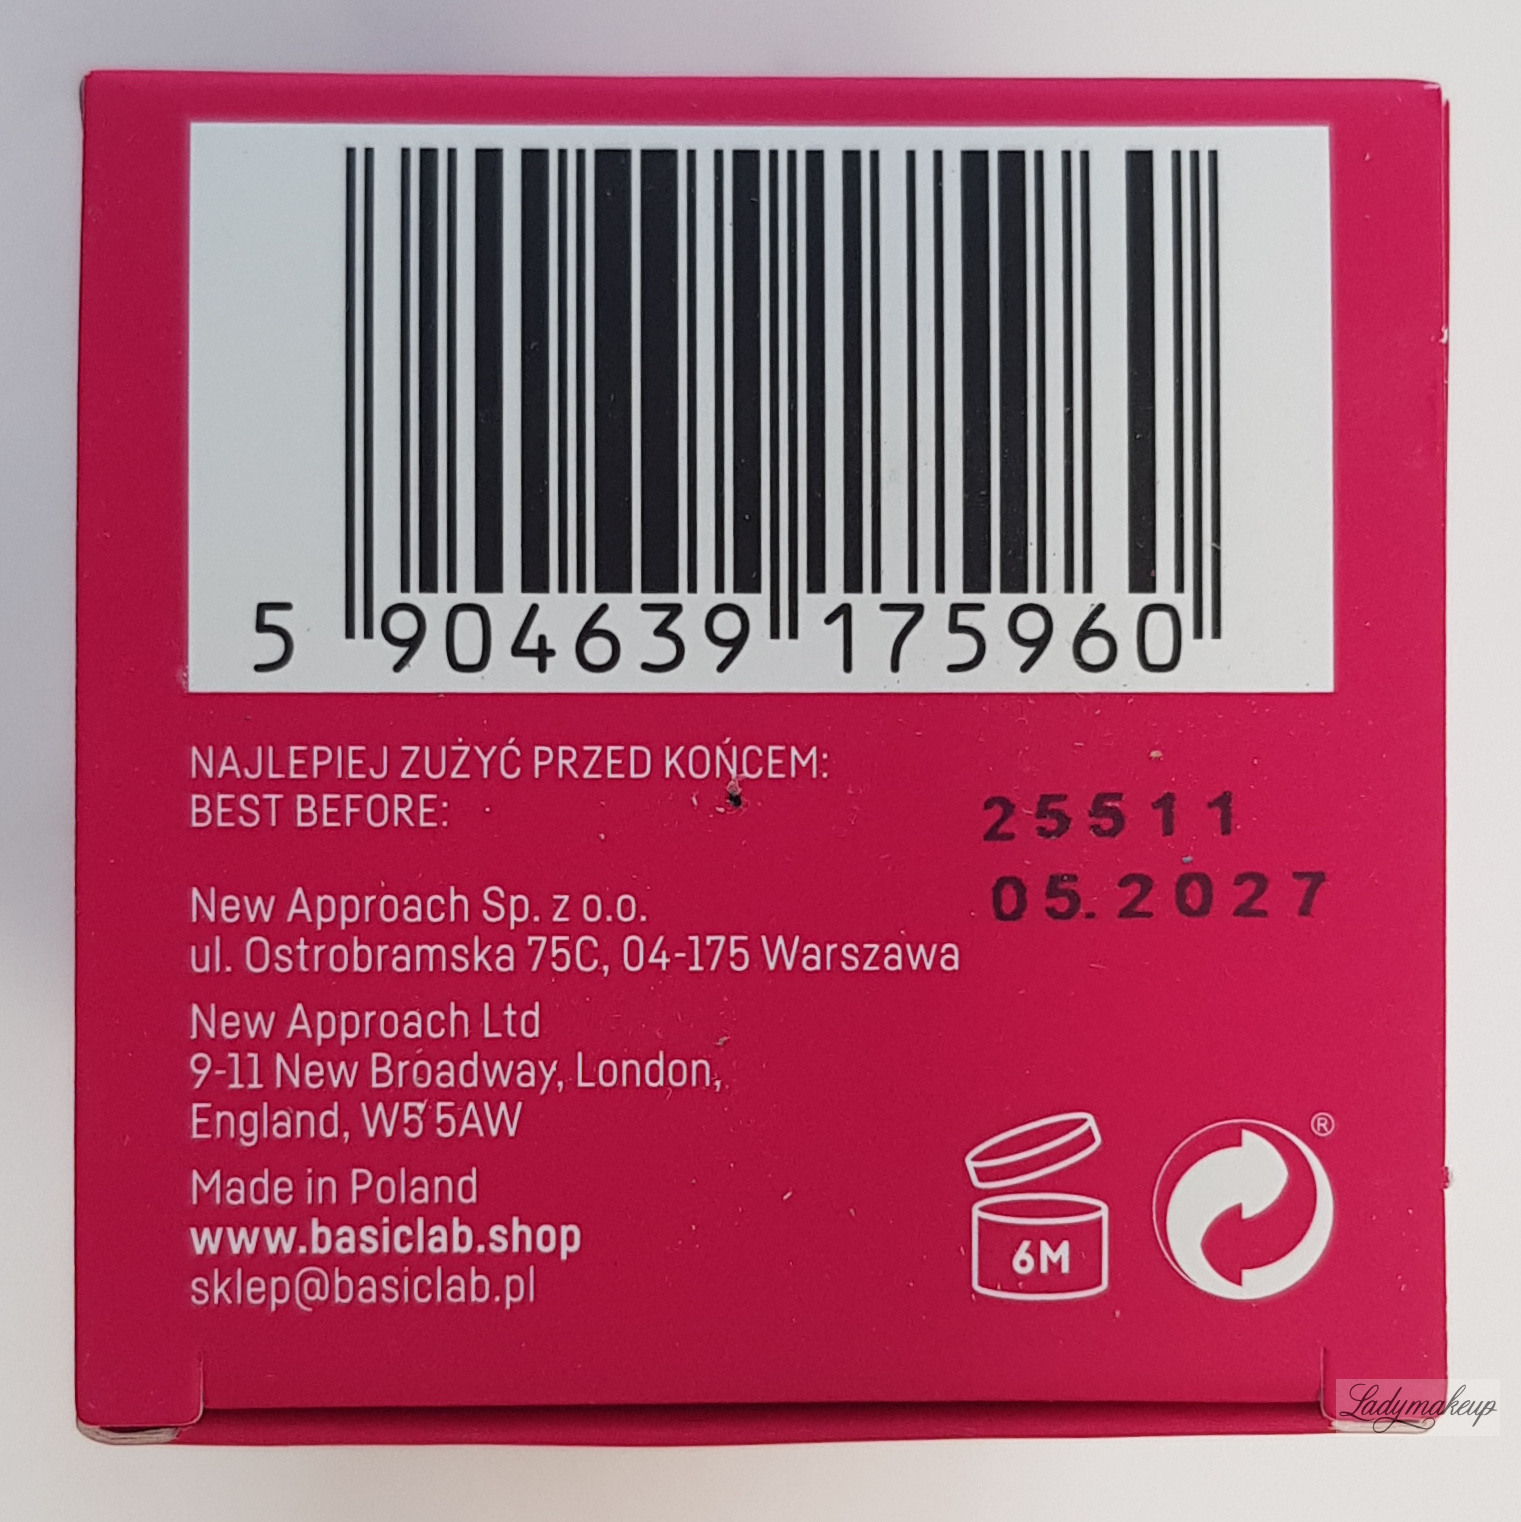 5 904639 175960
NAJLEPIEJ ZUŻYĆ PRZED KOŃCEM:
BEST BEFORE:
25511
05.2027
New Approach Sp. z o.o.
ul. Ostrobramska 75C, 04-175 Warszawa
New Approach Ltd
9-11 New Broadway, London,
England, W5 5AW
Made in Poland
www.basiclab.shop
sklep@basiclab.pl
6M
®
Ladymakeup